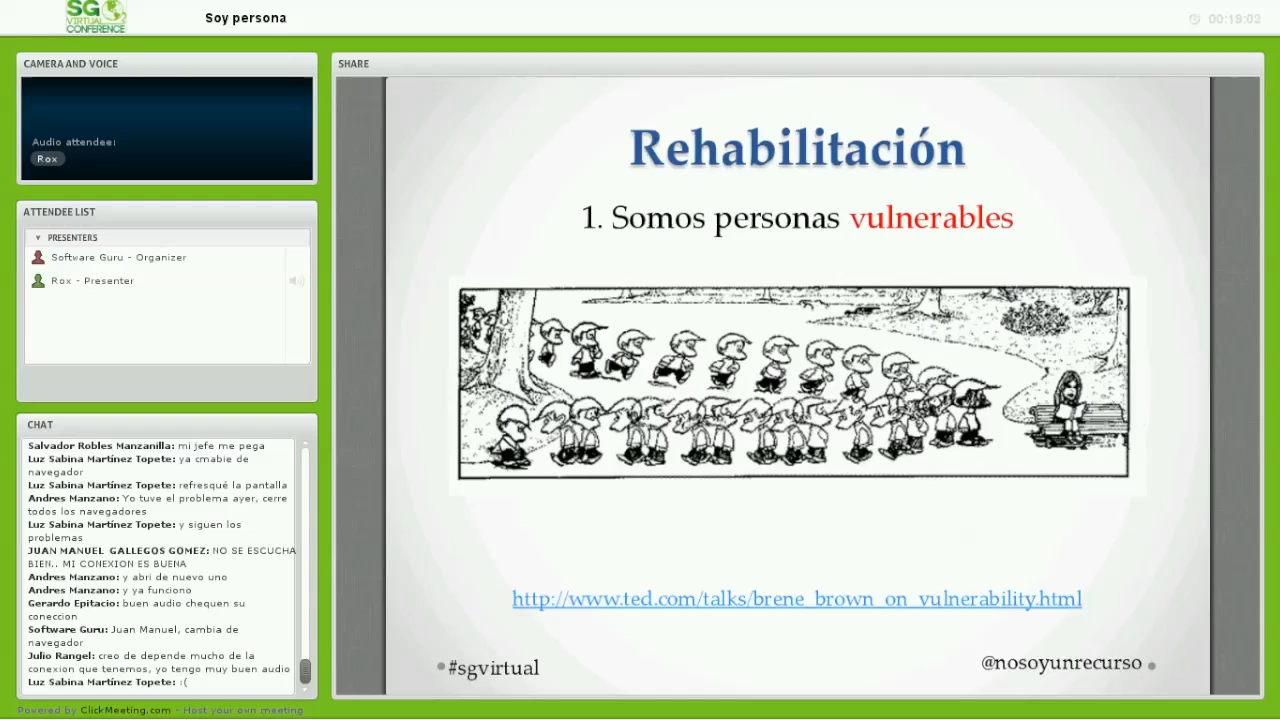 SG
VIRTUAL
CONFERENCE
Soy persona
00:19:02
CAMERA AND VOICE
Audio attendee:
Rox
ATTENDEE LIST
PRESENTERS
Software Guru - Organizer
Rox - Presenter
CHAT
Salvador Robles Manzanilla: mi jefe me pega
Luz Sabina Martínez Topete: ya cmabie de
navegador
Luz Sabina Martínez Topete: refresqué la pantalla
Andres Manzano: Yo tuve el problema ayer, cerre
todos los navegadores
Luz Sabina Martínez Topete: y siguen los
problemas
JUAN MANUEL GALLEGOS GOMEZ: NO SE ESCUCHA
BIEN.. MI CONEXION ES BUENA
Andres Manzano: y abri de nuevo uno
Andres Manzano: y ya funciono
Gerardo Epitacio: buen audio chequen su
coneccion
Software Guru: Juan Manuel, cambia de
navegador
Julio Rangel: creo de depende mucho de la
conexion que tenemos, yo tengo muy buen audio
Luz Sabina Martínez Topete: :(
SHARE
Rehabilitación
1. Somos personas vulnerables
http://www.ted.com/talks/brene_brown_on_vulnerability.html
#sgvirtual
@nosoyunrecurso
Powered by ClickMeeting.com - Host your own meeting